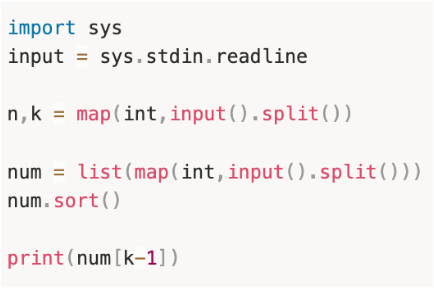 import sys
input = sys.stdin.readline
n,k = map(int,input().split())
num = list(map(int,input().split()))
num.sort()
print(num[k-1])